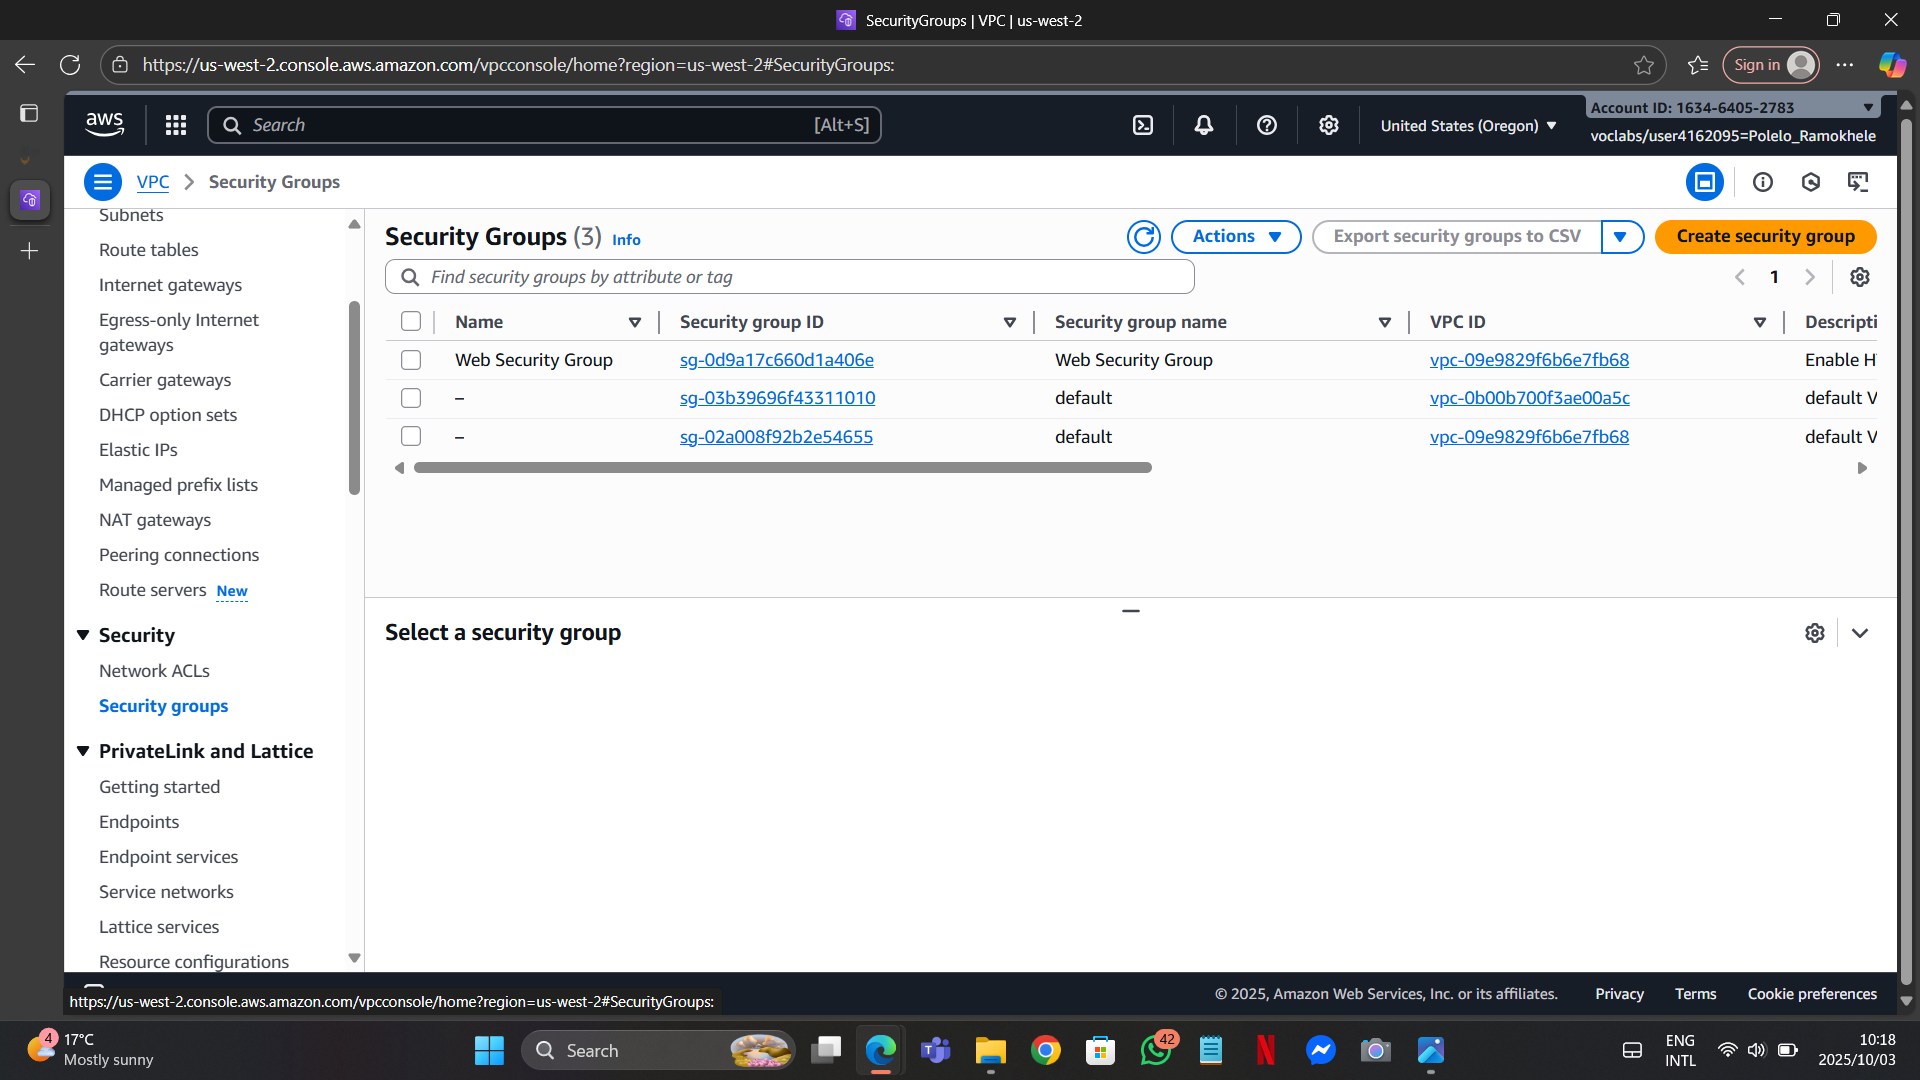 SecurityGroups | VPC | us-west-2
https://us-west-2.console.aws.amazon.com/vpcconsole/home?region=us-west-2#SecurityGroups:
Sign in
aws
Search [Alt+S]
United States (Oregon)
Account ID: 1634-6405-2783
voclabs/user4162095=Polelo_Ramokhele
VPC > Security Groups
Subnets
Route tables
Internet gateways
Egress-only Internet
gateways
Carrier gateways
DHCP option sets
Elastic IPs
Managed prefix lists
NAT gateways
Peering connections
Route servers New
Security
Network ACLs
Security groups
PrivateLink and Lattice
Getting started
Endpoints
Endpoint services
Service networks
Lattice services
Resource configurations
Security Groups (3) Info
Actions
Export security groups to CSV
Create security group
Find security groups by attribute or tag
1
Name Security group ID Security group name VPC ID Descripti
Web Security Group sg-0d9a17c660d1a406e Web Security Group vpc-09e9829f6b6e7fb68 Enable H
– sg-03b39696f43311010 default vpc-0b00b700f3ae00a5c default V
– sg-02a008f92b2e54655 default vpc-09e9829f6b6e7fb68 default V
Select a security group
https://us-west-2.console.aws.amazon.com/vpcconsole/home?region=us-west-2#SecurityGroups:
© 2025, Amazon Web Services, Inc. or its affiliates. Privacy Terms Cookie preferences
4
17°C
Mostly sunny
Search
42
ENG
INTL
10:18
2025/10/03